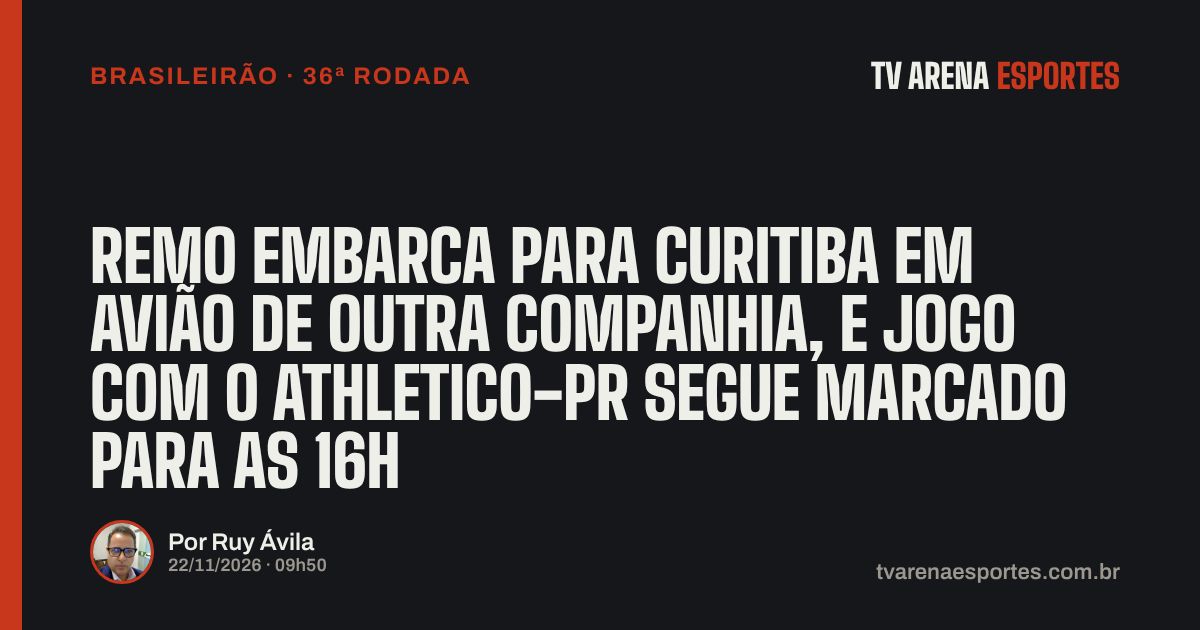 BRASILEIRÃO · 36ª RODADA
TV ARENA ESPORTES
REMO EMBARCA PARA CURITIBA EM
AVIÃO DE OUTRA COMPANHIA, E JOGO
COM O ATHLETICO-PR SEGUE MARCADO
PARA AS 16H
Por Ruy Ávila
22/11/2026 · 09h50
tvarenaesportes.com.br